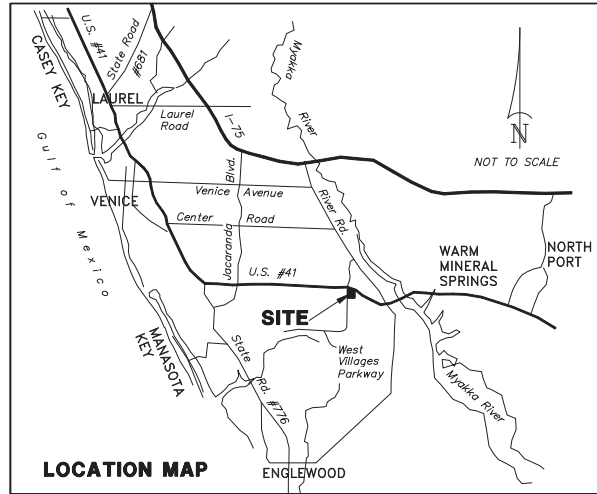 U.S. #41
State Road
#681
CASEY KEY
LAUREL
Laurel
Road
I-75
Myakka
River
N
NOT TO SCALE
Gulf of Mexico
VENICE
Venice Avenue
Blvd.
Jacaranda
Center Road
River Rd.
U.S. #41
WARM
MINERAL
SPRINGS
NORTH
PORT
SITE
MANASOTA
KEY
State
Rd. #776
West
Villages
Parkway
Myakka River
ENGLEWOOD
LOCATION MAP